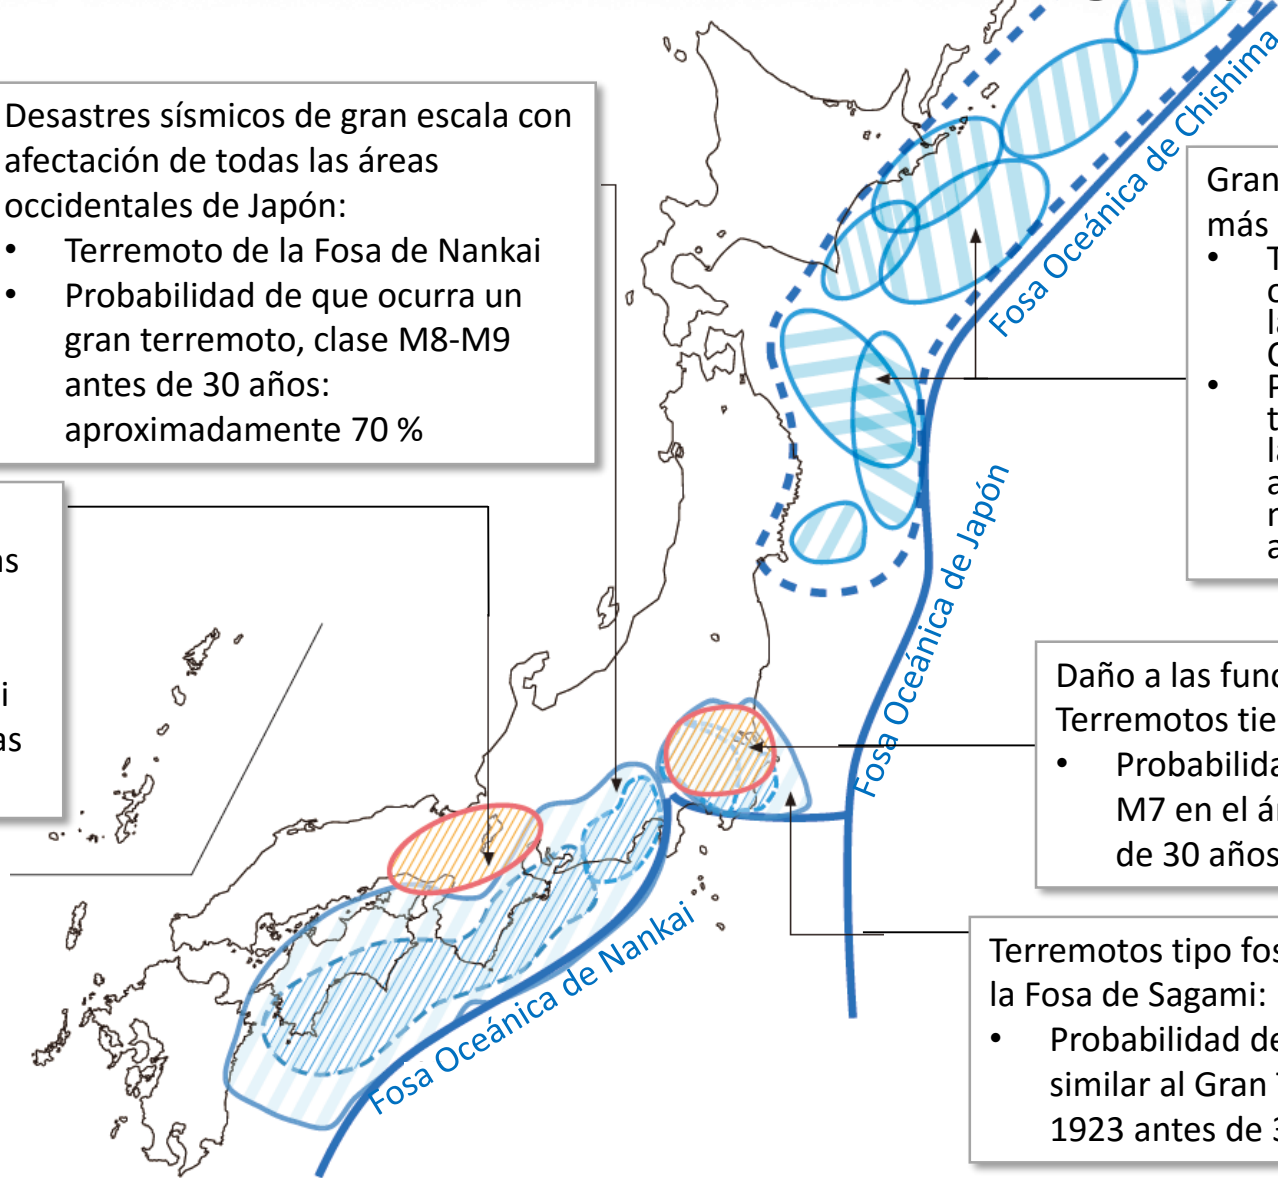 Desastres sísmicos de gran escala con
afectación de todas las áreas
occidentales de Japón:
• Terremoto de la Fosa de Nankai
• Probabilidad de que ocurra un
gran terremoto, clase M8-M9
antes de 30 años:
aproximadamente 70 %
Fosa Oceánica de Chishima
Gran
más
Fosa Oceánica de Japón
Daño a las fund
Terremotos tie
• Probabilida
M7 en el ár
de 30 años
Terremotos tipo fos
la Fosa de Sagami:
• Probabilidad de
similar al Gran T
1923 antes de 3
Fosa Oceánica de Nankai